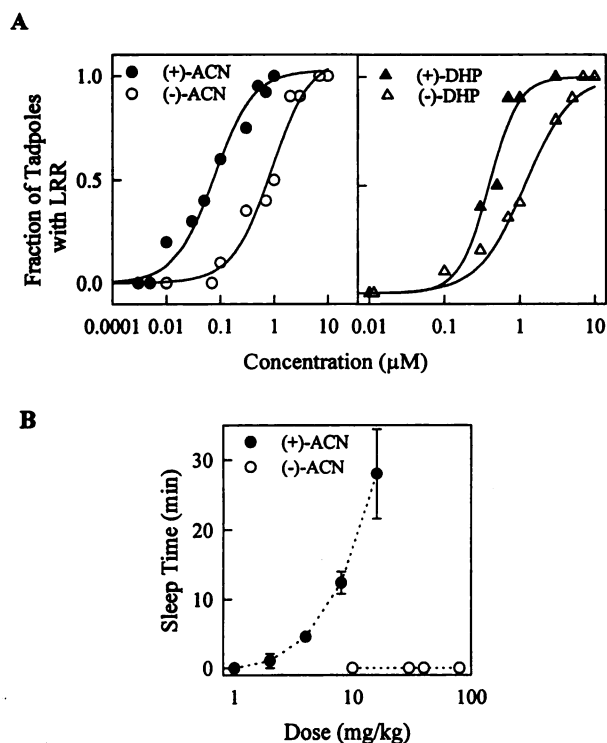 A
(+)-ACN
(-)-ACN
(+)-DHP
(-)-DHP
Fraction of Tadpoles
with LRR
1.0
0.5
0.0
0.0001 0.01 0.1 1 10
0.01 0.1 1 10
Concentration (μM)
B
(+)-ACN
(-)-ACN
Sleep Time (min)
30
20
10
0
1 10 100
Dose (mg/kg)